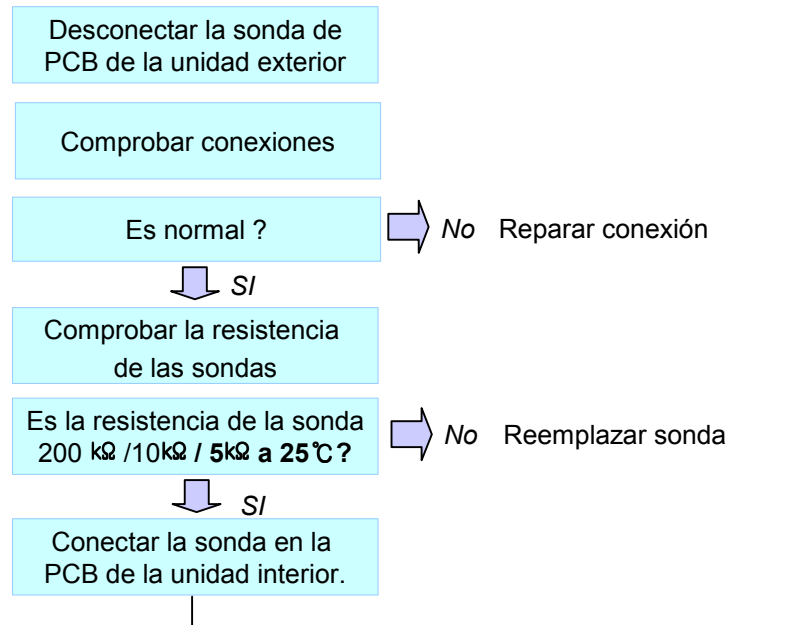 Desconectar la sonda de
PCB de la unidad exterior
Comprobar conexiones
Es normal ?
No Reparar conexión
SI
Comprobar la resistencia
de las sondas
Es la resistencia de la sonda
200 kΩ /10kΩ / 5kΩ a 25℃?
No Reemplazar sonda
SI
Conectar la sonda en la
PCB de la unidad interior.